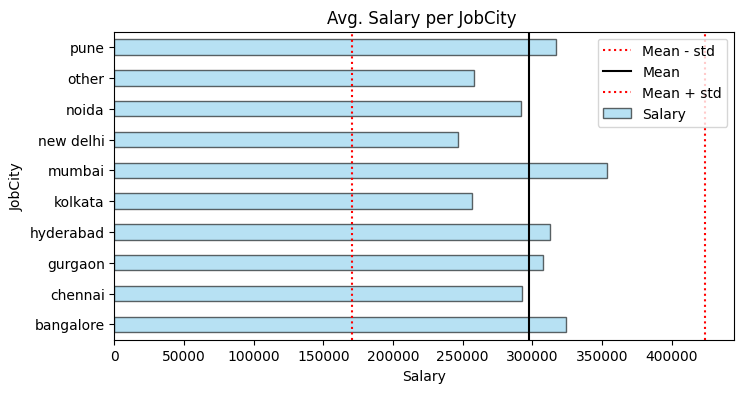 Avg. Salary per JobCity
Mean - std
Mean
Mean + std
Salary
JobCity
pune
other
noida
new delhi
mumbai
kolkata
hyderabad
gurgaon
chennai
bangalore
0 50000 100000 150000 200000 250000 300000 350000 400000
Salary